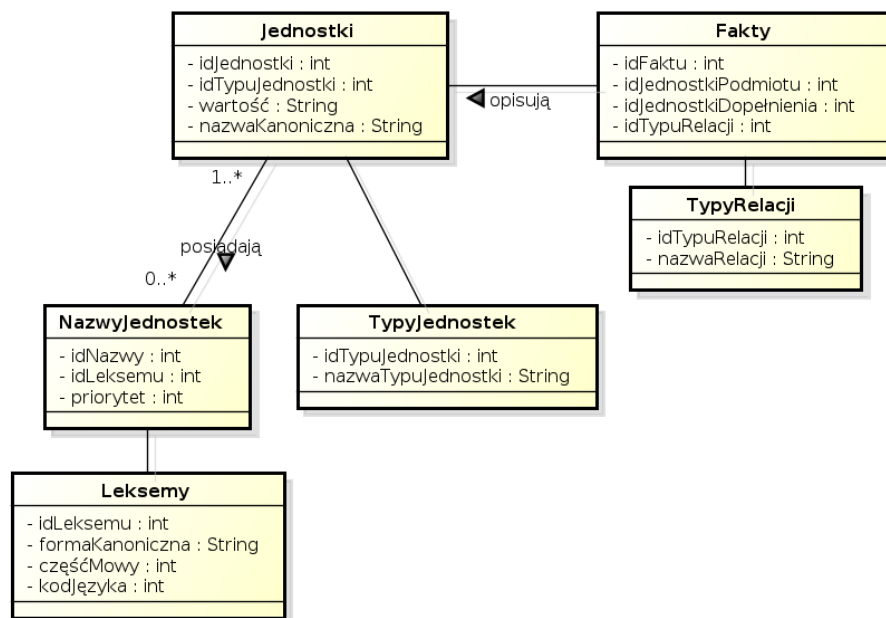 Jednostki
- idJednostki : int
- idTypuJednostki : int
- wartość : String
- nazwaKanoniczna : String
Fakty
- idFaktu : int
- idJednostkiPodmiotu : int
- idJednostkiDopełnienia : int
- idTypuRelacji : int
opisują
TypyRelacji
- idTypuRelacji : int
- nazwaRelacji : String
1..*
posiadają
0..*
NazwyJednostek
- idNazwy : int
- idLeksemu : int
- priorytet : int
TypyJednostek
- idTypuJednostki : int
- nazwaTypuJednostki : String
Leksemy
- idLeksemu : int
- formaKanoniczna : String
- częśćMowy : int
- kodJęzyka : int